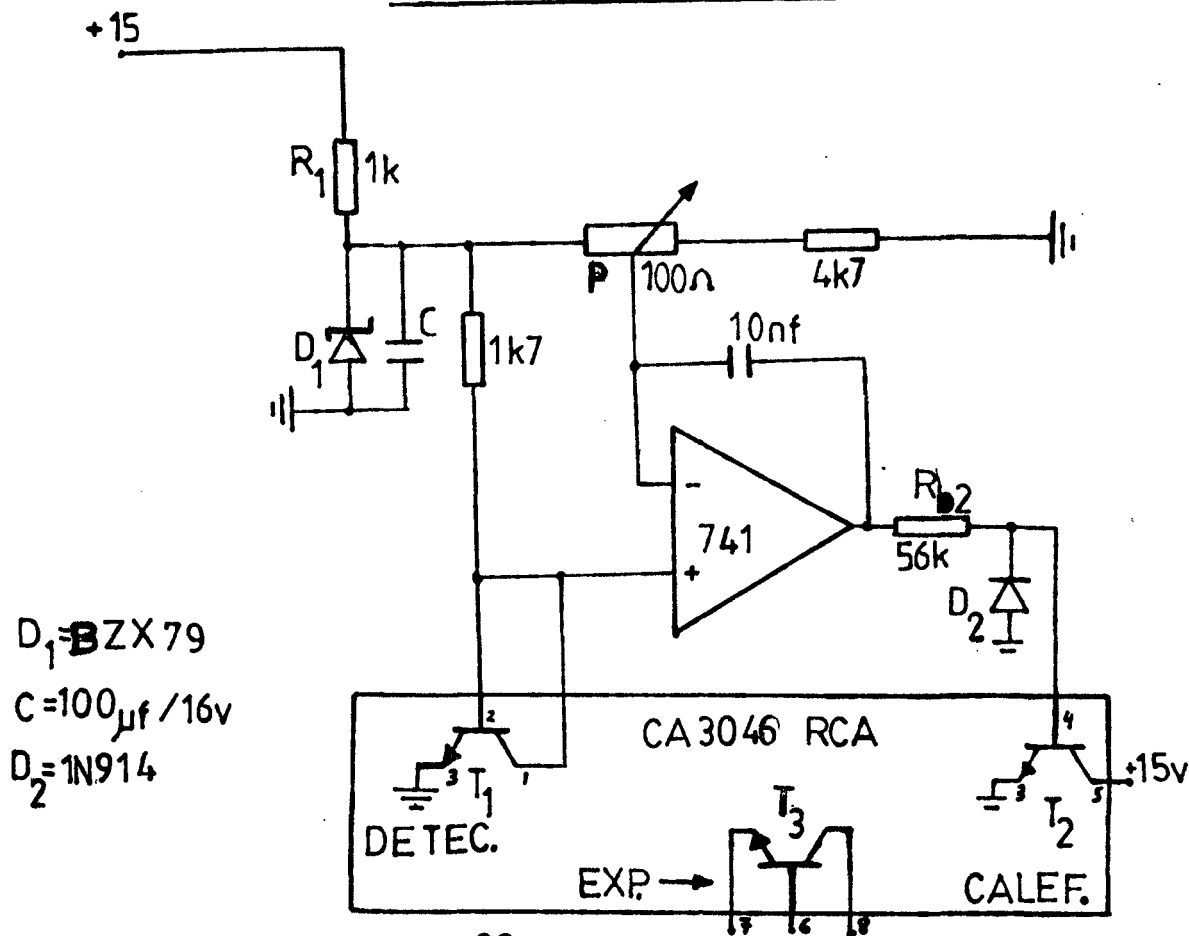 +15
R1 1k
P 100Ω
4k7
D1
C
1k7
10nf
-
741
+
Rb2
56k
D2
D1=BZX79
C=100μf/16v
D2=1N914
CA3046 RCA
2
3
T1
1
DETEC.
EXP.
T3
7
6
8
4
3
T2
5
+15v
CALEF.